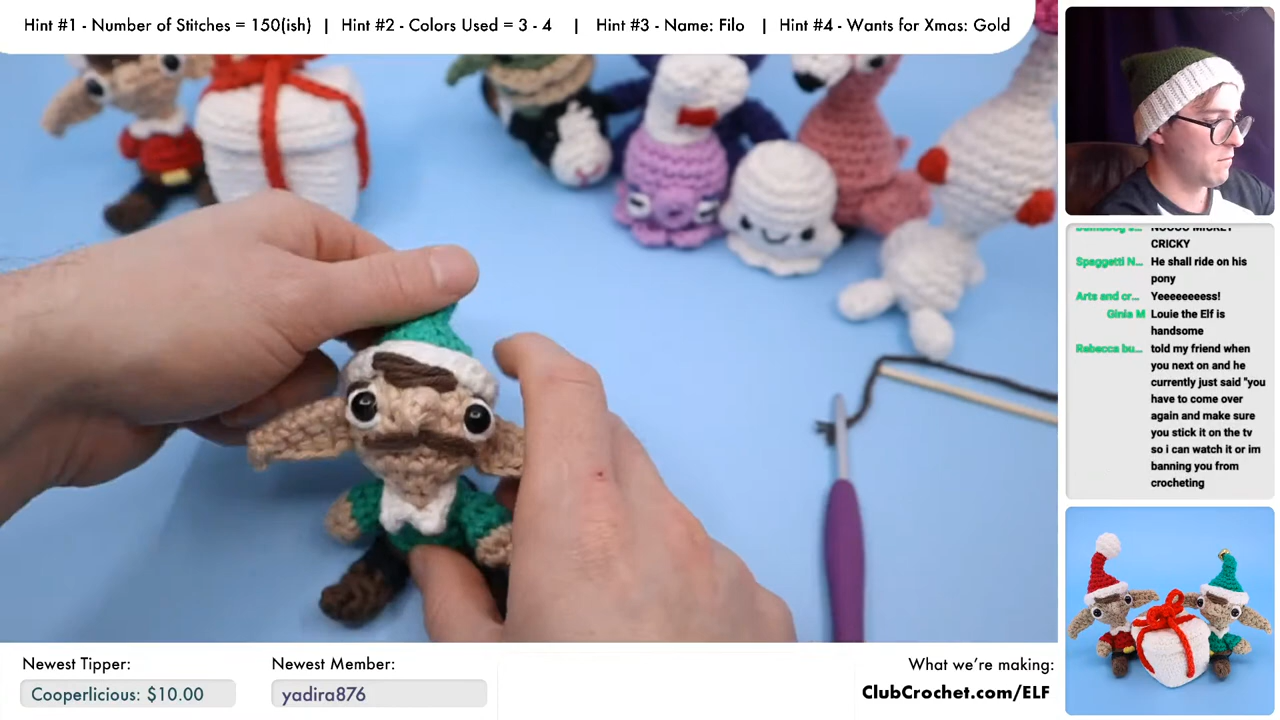 Hint #1 - Number of Stitches = 150(ish) | Hint #2 - Colors Used = 3 - 4 | Hint #3 - Name: Filo | Hint #4 - Wants for Xmas: Gold
CRICKY
Spaggetti N... He shall ride on his
pony
Arts and cr... Yeeeeeeess!
Ginia M Louie the Elf is
handsome
Rebecca bu... told my friend when
you next on and he
currently just said "you
have to come over
again and make sure
you stick it on the tv
so i can watch it or im
banning you from
crocheting
Newest Tipper:
Cooperlicious: $10.00
Newest Member:
yadira876
What we're making:
ClubCrochet.com/ELF